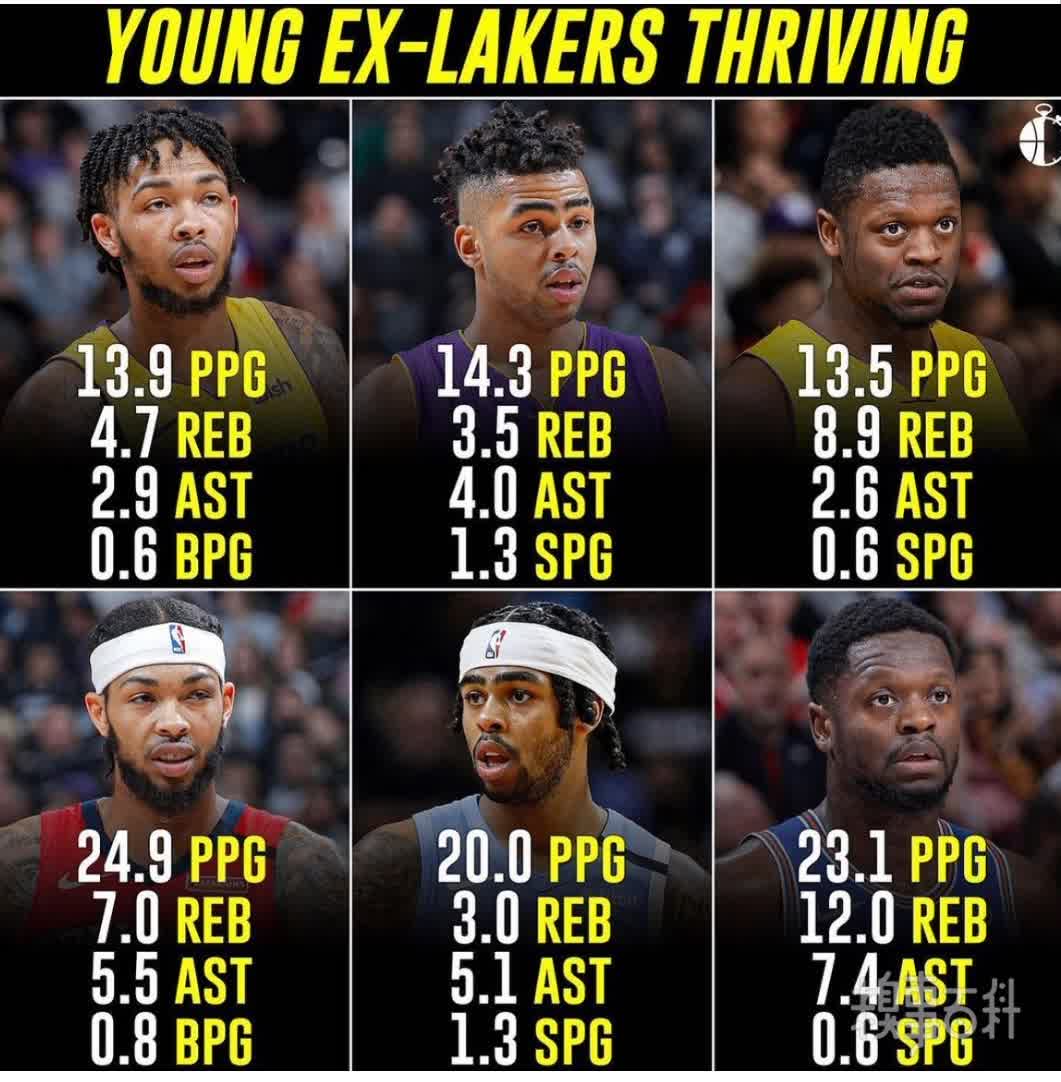 YOUNG EX-LAKERS THRIVING
13.9 PPG
4.7 REB
2.9 AST
0.6 BPG
14.3 PPG
3.5 REB
4.0 AST
1.3 SPG
13.5 PPG
8.9 REB
2.6 AST
0.6 SPG
24.9 PPG
7.0 REB
5.5 AST
0.8 BPG
20.0 PPG
3.0 REB
5.1 AST
1.3 SPG
23.1 PPG
12.0 REB
7.4 AST
0.6 SPG
糗事百科